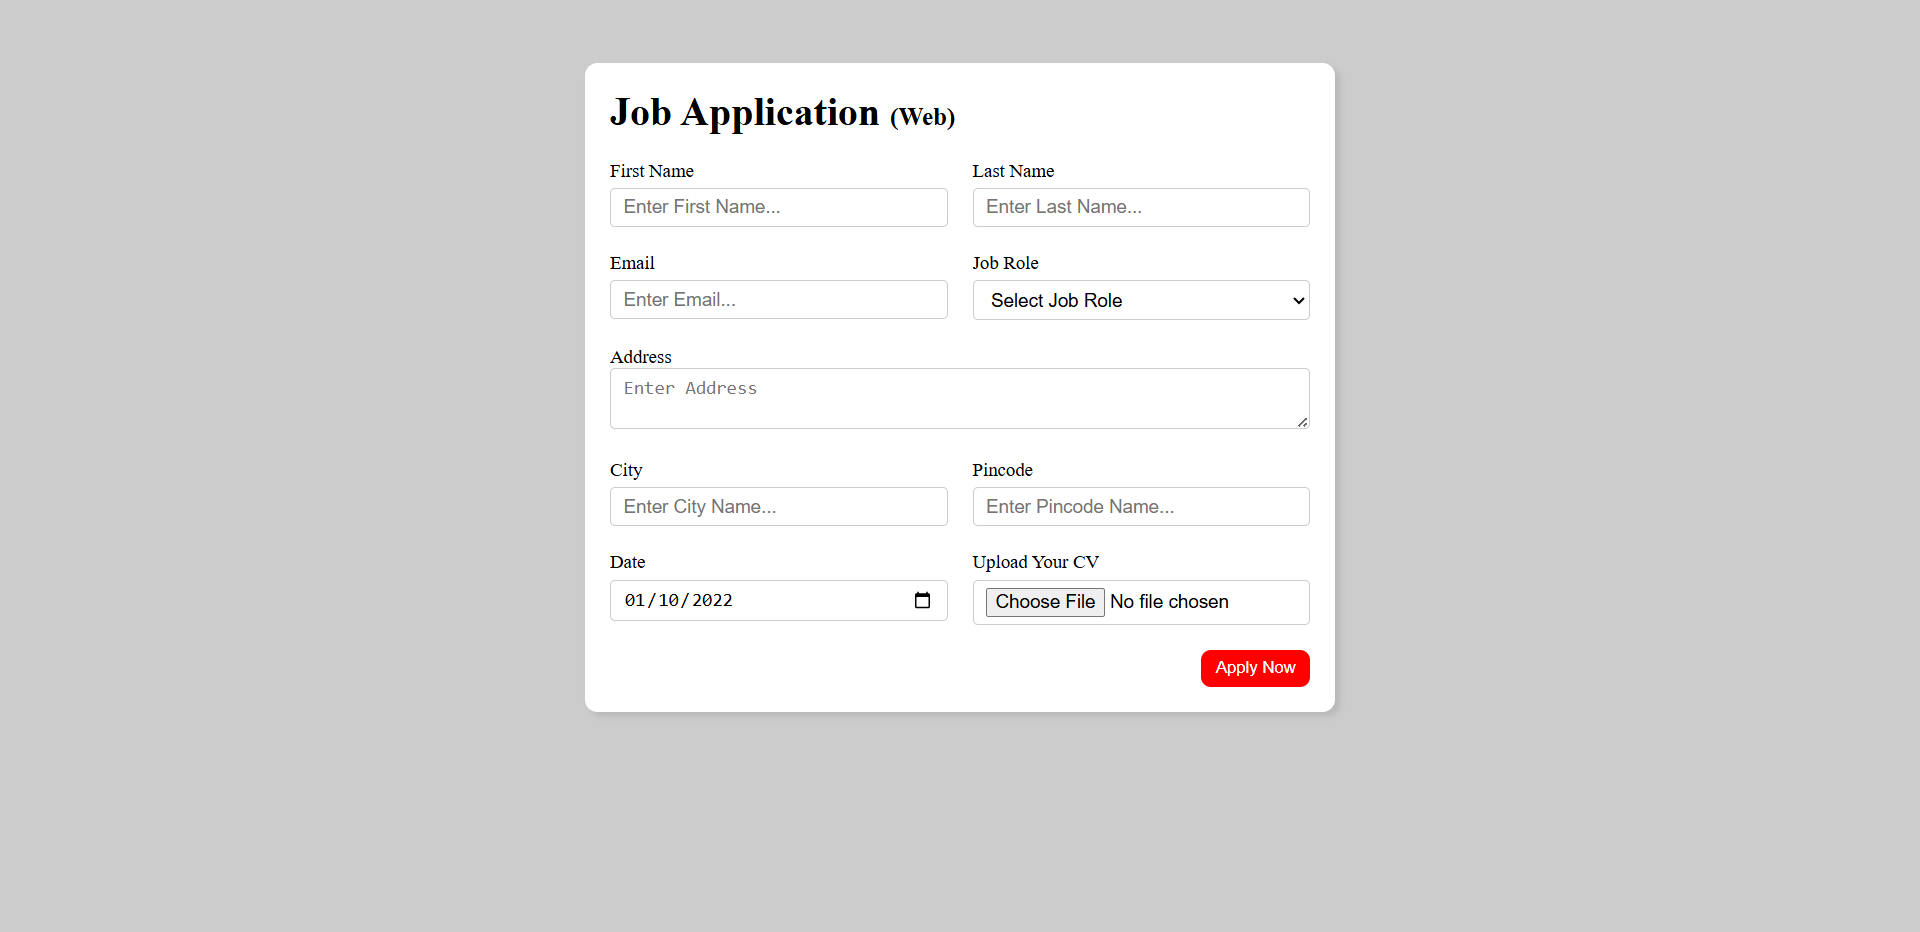 Job Application (Web)
First Name
Last Name
Enter First Name...
Enter Last Name...
Email
Job Role
Enter Email...
Select Job Role
Address
Enter Address
City
Pincode
Enter City Name...
Enter Pincode Name...
Date
Upload Your CV
01/10/2022
Choose File No file chosen
Apply Now